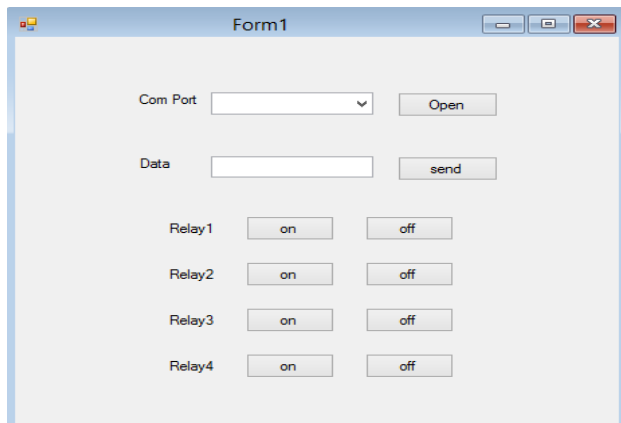 Form1
Com Port Open
Data send
Relay1 on off
Relay2 on off
Relay3 on off
Relay4 on off